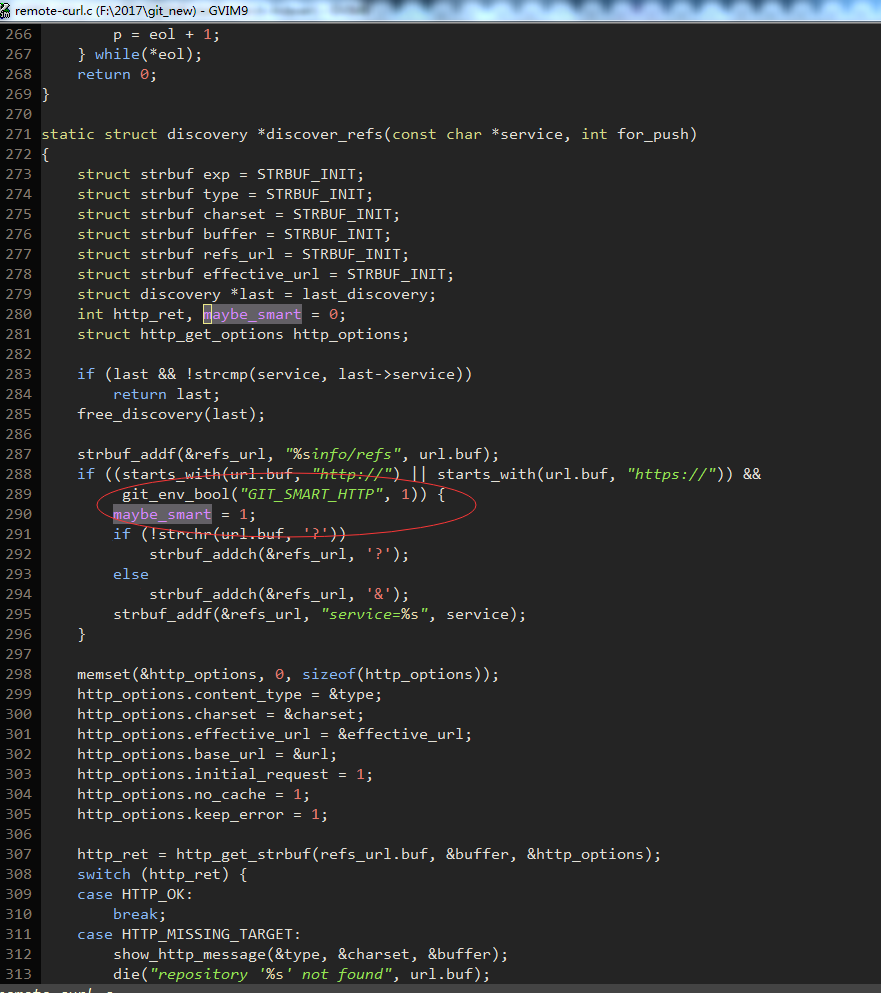 remote-curl.c (F:\2017\git_new) - GVIM9
266         p = eol + 1;
267     } while(*eol);
268     return 0;
269 }
270
271 static struct discovery *discover_refs(const char *service, int for_push)
272 {
273     struct strbuf exp = STRBUF_INIT;
274     struct strbuf type = STRBUF_INIT;
275     struct strbuf charset = STRBUF_INIT;
276     struct strbuf buffer = STRBUF_INIT;
277     struct strbuf refs_url = STRBUF_INIT;
278     struct strbuf effective_url = STRBUF_INIT;
279     struct discovery *last = last_discovery;
280     int http_ret, maybe_smart = 0;
281     struct http_get_options http_options;
282
283     if (last && !strcmp(service, last->service))
284         return last;
285     free_discovery(last);
286
287     strbuf_addf(&refs_url, "%sinfo/refs", url.buf);
288     if ((starts_with(url.buf, "http://") || starts_with(url.buf, "https://")) &&
289          git_env_bool("GIT_SMART_HTTP", 1)) {
290         maybe_smart = 1;
291         if (!strchr(url.buf, '?'))
292             strbuf_addch(&refs_url, '?');
293         else
294             strbuf_addch(&refs_url, '&');
295         strbuf_addf(&refs_url, "service=%s", service);
296     }
297
298     memset(&http_options, 0, sizeof(http_options));
299     http_options.content_type = &type;
300     http_options.charset = &charset;
301     http_options.effective_url = &effective_url;
302     http_options.base_url = &url;
303     http_options.initial_request = 1;
304     http_options.no_cache = 1;
305     http_options.keep_error = 1;
306
307     http_ret = http_get_strbuf(refs_url.buf, &buffer, &http_options);
308     switch (http_ret) {
309     case HTTP_OK:
310         break;
311     case HTTP_MISSING_TARGET:
312         show_http_message(&type, &charset, &buffer);
313         die("repository '%s' not found", url.buf);